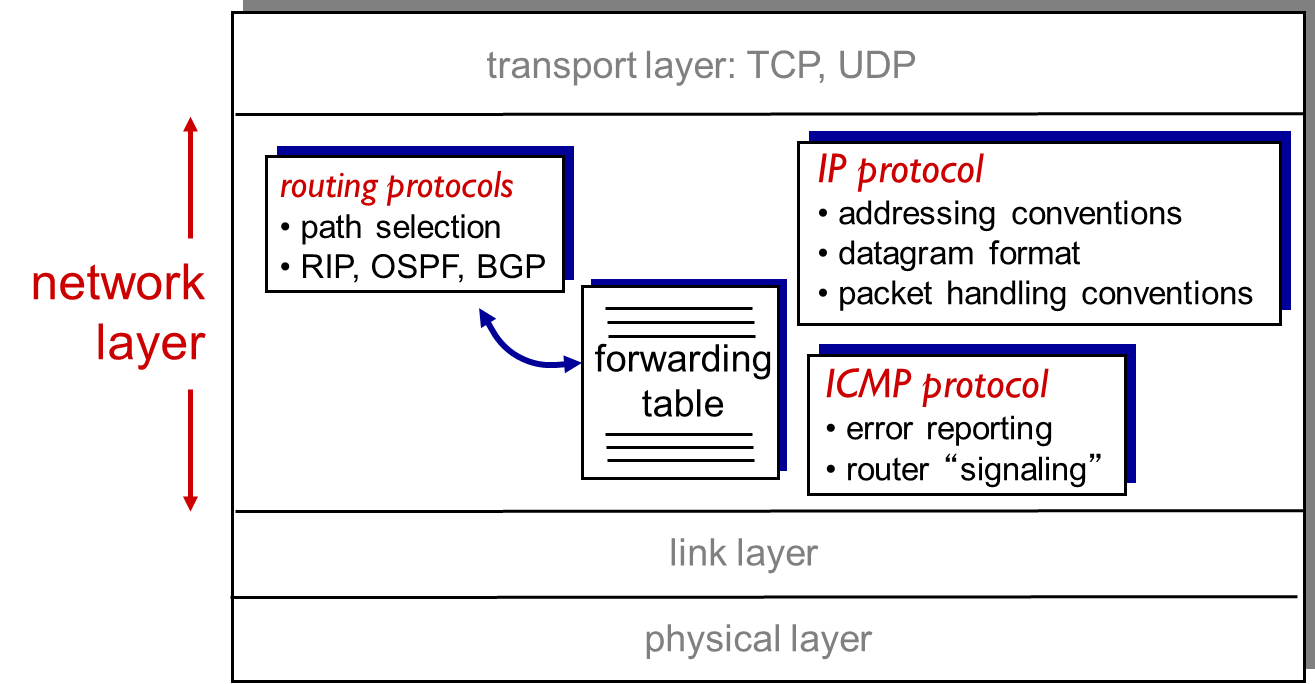 transport layer: TCP, UDP
network
layer
routing protocols
• path selection
• RIP, OSPF, BGP
forwarding
table
IP protocol
• addressing conventions
• datagram format
• packet handling conventions
ICMP protocol
• error reporting
• router “signaling”
link layer
physical layer